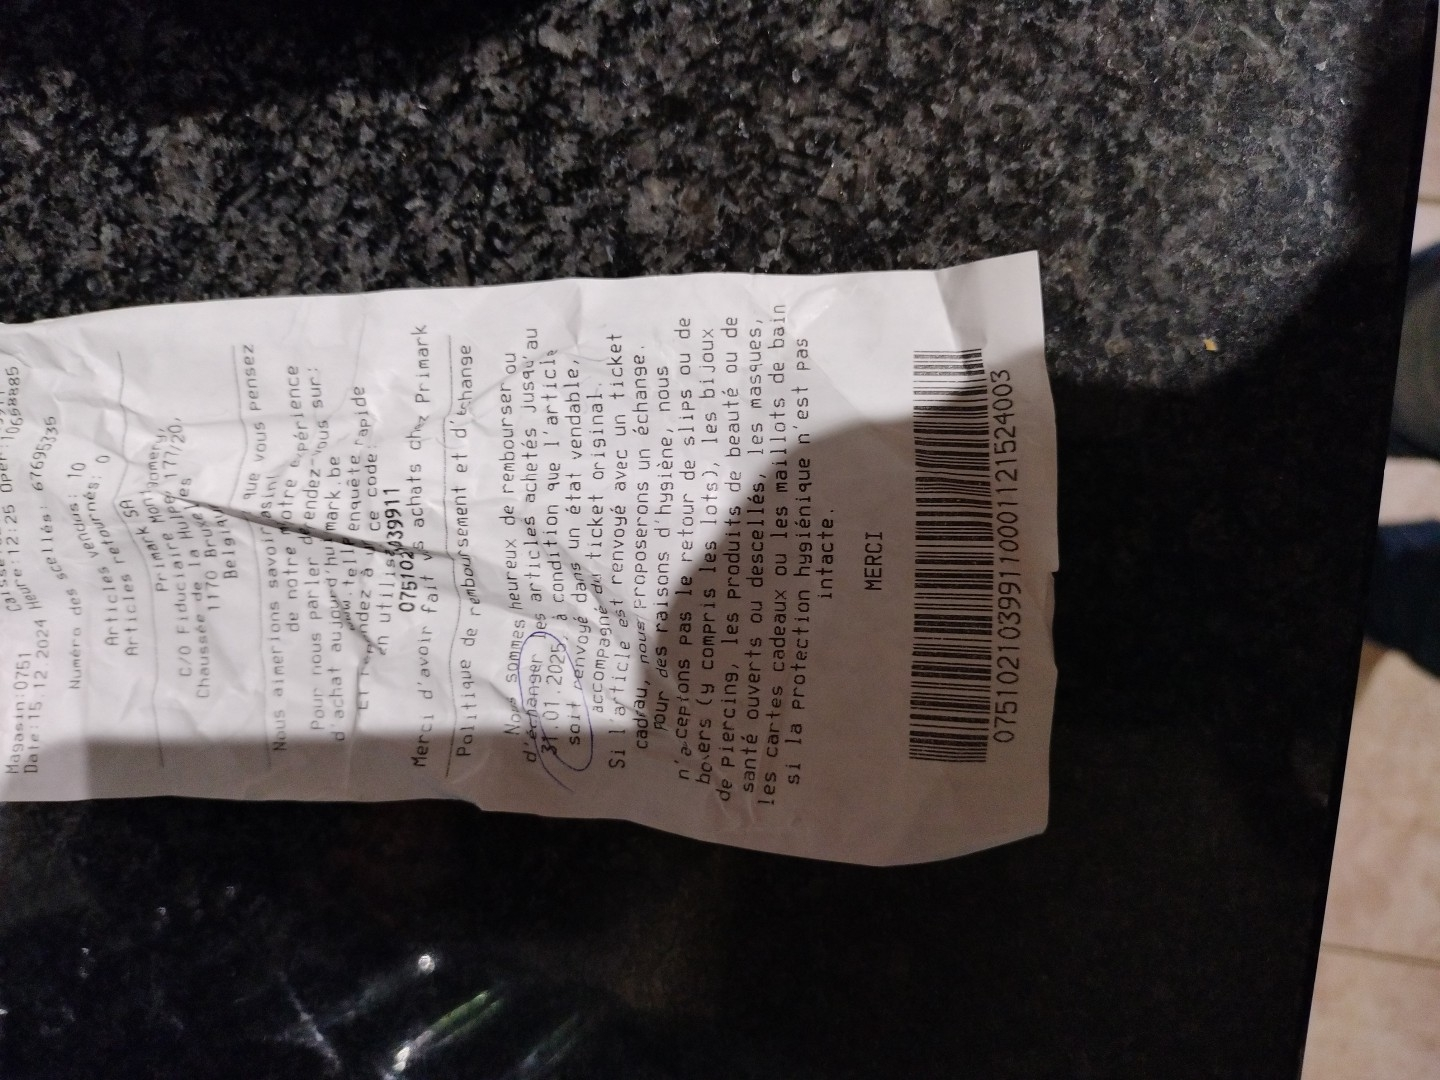 Magasin:0751
Date:15.12.2024 Heure:12:25 Oper:
Numéro des scellés: 67695335
Articles vendus: 10
Articles retournés: 0
Primark SA
C/O Fiduciaire Montgomery,
Chaussée de la Hulpe 177/20,
1170 Bruxelles
Belgique
Nous aimerions savoir que vous pensez
de notre magasin!
Pour nous parler de votre expérience
d'achat aujourd'hui rendez-vous sur:
www.tellprimark.be
Et répondez à l'enquête rapide
en utilisant ce code:
075102039911
Merci d'avoir fait vos achats chez Primark
Politique de remboursement et d'échange
Nous sommes heureux de rembourser ou
d'échanger les articles achetés jusqu'au
31.01.2025, à condition que l'article
soit renvoyé dans un état vendable,
accompagné du ticket original.
Si l'article est renvoyé avec un ticket
cadeau, nous proposerons un échange.
Pour des raisons d'hygiène, nous
n'acceptons pas le retour de slips ou de
boxers (y compris les lots), les bijoux
de piercing, les produits de beauté ou de
santé ouverts ou descellés, les masques,
les cartes cadeaux ou les maillots de bain
si la protection hygiénique n'est pas
intacte.
MERCI
07510210399110001121524003